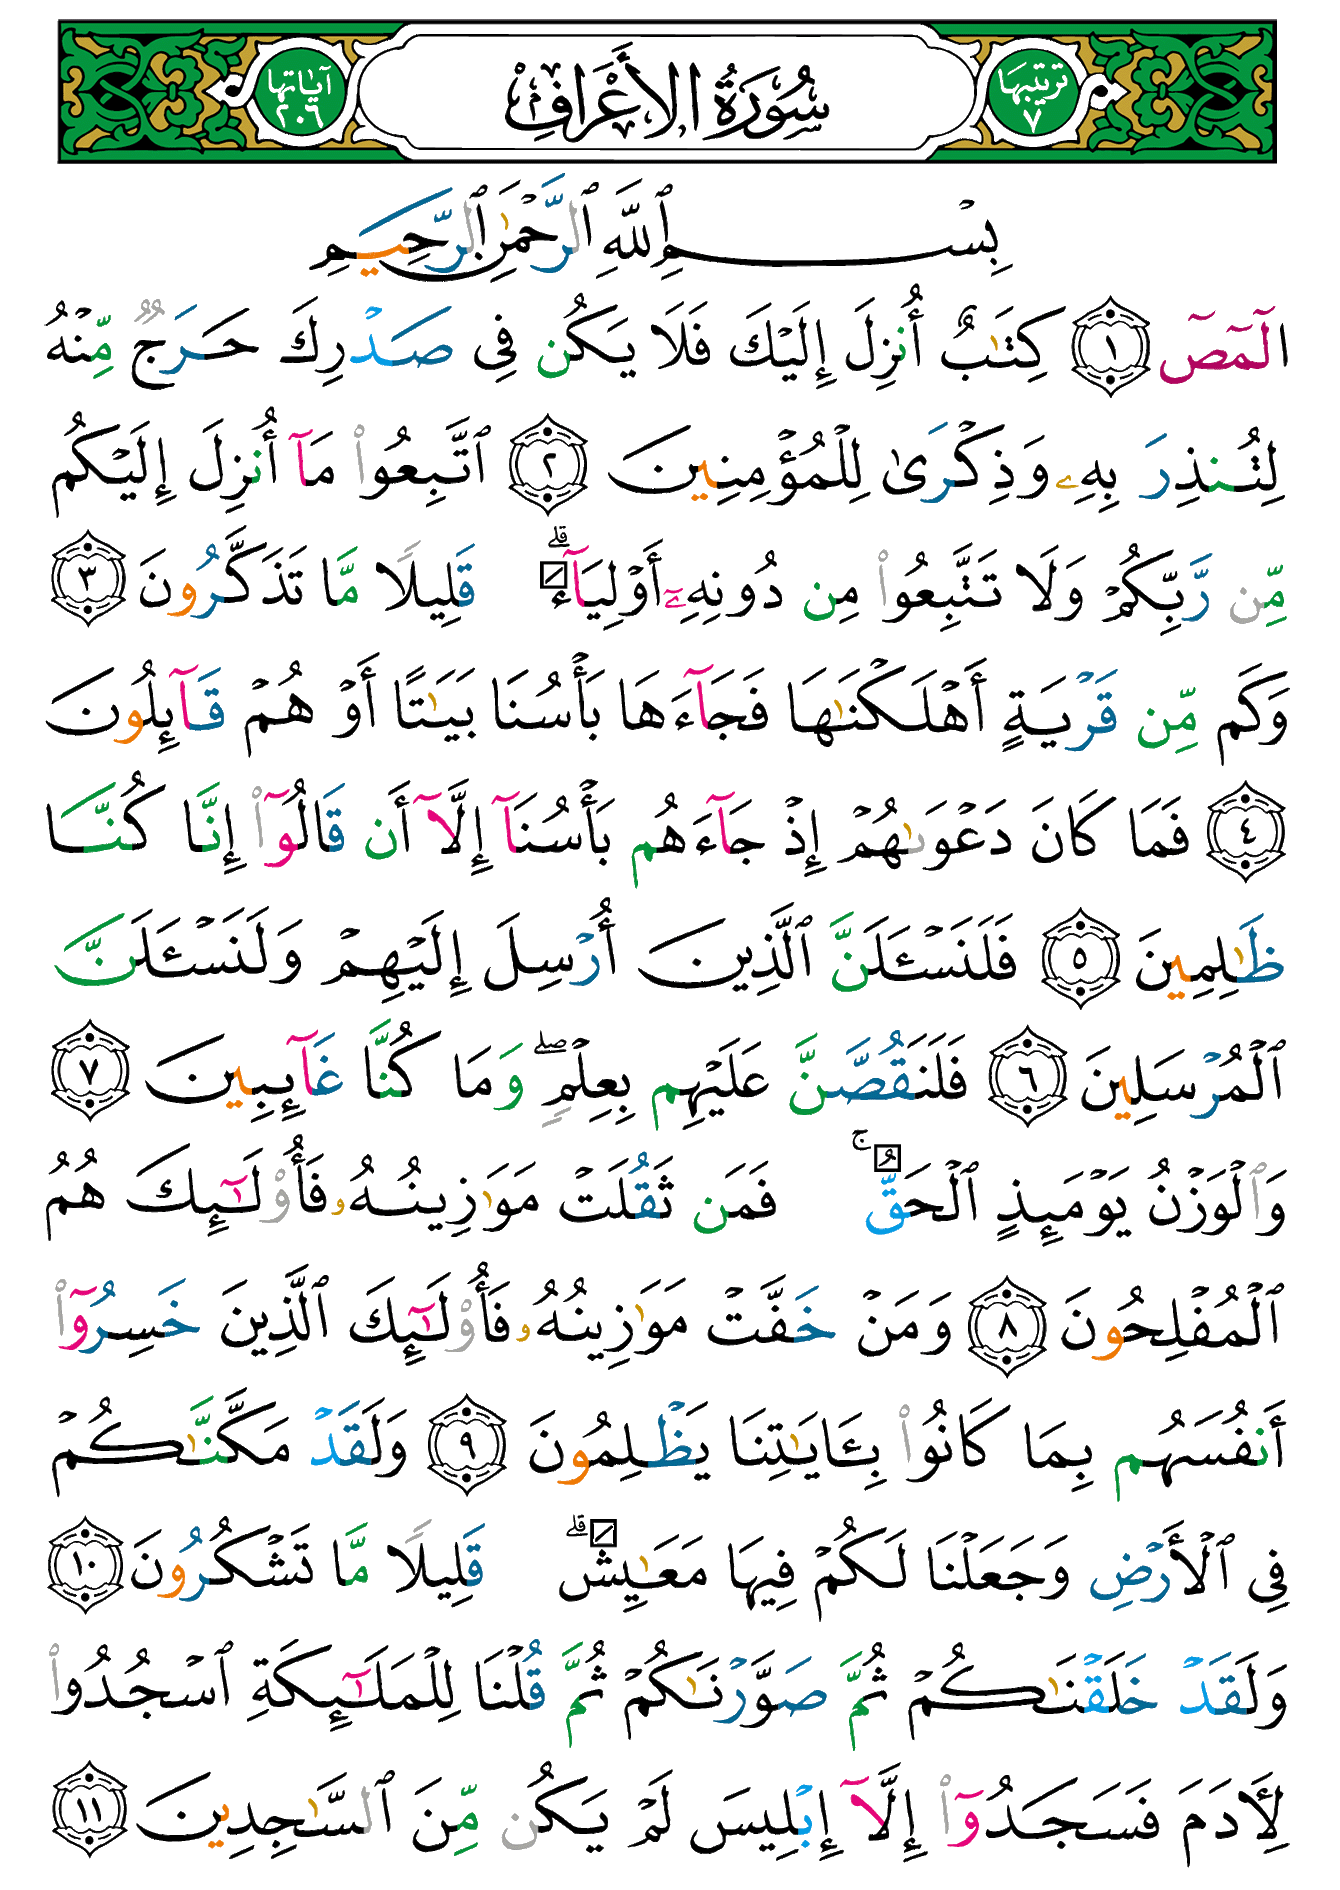 ترتيبها ٧
سُورَةُ الأَعْرَافِ
آياتها ٢٠٦
بِسْمِ ٱللَّهِ ٱلرَّحْمَٰنِ ٱلرَّحِيمِ
الٓمٓصٓ ١ كِتَٰبٌ أُنزِلَ إِلَيْكَ فَلَا يَكُن فِى صَدْرِكَ حَرَجٌ مِّنْهُ
لِتُنذِرَ بِهِۦ وَذِكْرَىٰ لِلْمُؤْمِنِينَ ٢ ٱتَّبِعُوا۟ مَآ أُنزِلَ إِلَيْكُم
مِّن رَّبِّكُمْ وَلَا تَتَّبِعُوا۟ مِن دُونِهِۦٓ أَوْلِيَآءَ ۗ قَلِيلًا مَّا تَذَكَّرُونَ ٣
وَكَم مِّن قَرْيَةٍ أَهْلَكْنَٰهَا فَجَآءَهَا بَأْسُنَا بَيَٰتًا أَوْ هُمْ قَآئِلُونَ
٤ فَمَا كَانَ دَعْوَىٰهُمْ إِذْ جَآءَهُم بَأْسُنَآ إِلَّآ أَن قَالُوٓا۟ إِنَّا كُنَّا
ظَٰلِمِينَ ٥ فَلَنَسْـَٔلَنَّ ٱلَّذِينَ أُرْسِلَ إِلَيْهِمْ وَلَنَسْـَٔلَنَّ
ٱلْمُرْسَلِينَ ٦ فَلَنَقُصَّنَّ عَلَيْهِم بِعِلْمٍ ۖ وَمَا كُنَّا غَآئِبِينَ ٧
وَٱلْوَزْنُ يَوْمَئِذٍ ٱلْحَقُّ ۚ فَمَن ثَقُلَتْ مَوَٰزِينُهُۥ فَأُو۟لَٰٓئِكَ هُمُ
ٱلْمُفْلِحُونَ ٨ وَمَنْ خَفَّتْ مَوَٰزِينُهُۥ فَأُو۟لَٰٓئِكَ ٱلَّذِينَ خَسِرُوٓا۟
أَنفُسَهُم بِمَا كَانُوا۟ بِـَٔايَٰتِنَا يَظْلِمُونَ ٩ وَلَقَدْ مَكَّنَّٰكُمْ
فِى ٱلْأَرْضِ وَجَعَلْنَا لَكُمْ فِيهَا مَعَٰيِشَ ۗ قَلِيلًا مَّا تَشْكُرُونَ ١٠
وَلَقَدْ خَلَقْنَٰكُمْ ثُمَّ صَوَّرْنَٰكُمْ ثُمَّ قُلْنَا لِلْمَلَٰٓئِكَةِ ٱسْجُدُوا۟
لِـَٔادَمَ فَسَجَدُوٓا۟ إِلَّآ إِبْلِيسَ لَمْ يَكُن مِّنَ ٱلسَّٰجِدِينَ ١١